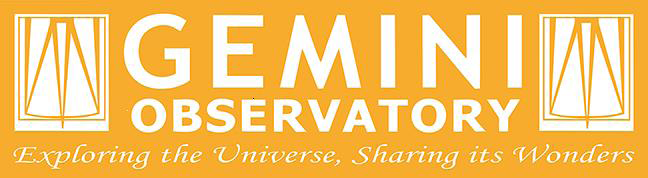 GEMINI
OBSERVATORY
Exploring the Universe, Sharing its Wonders